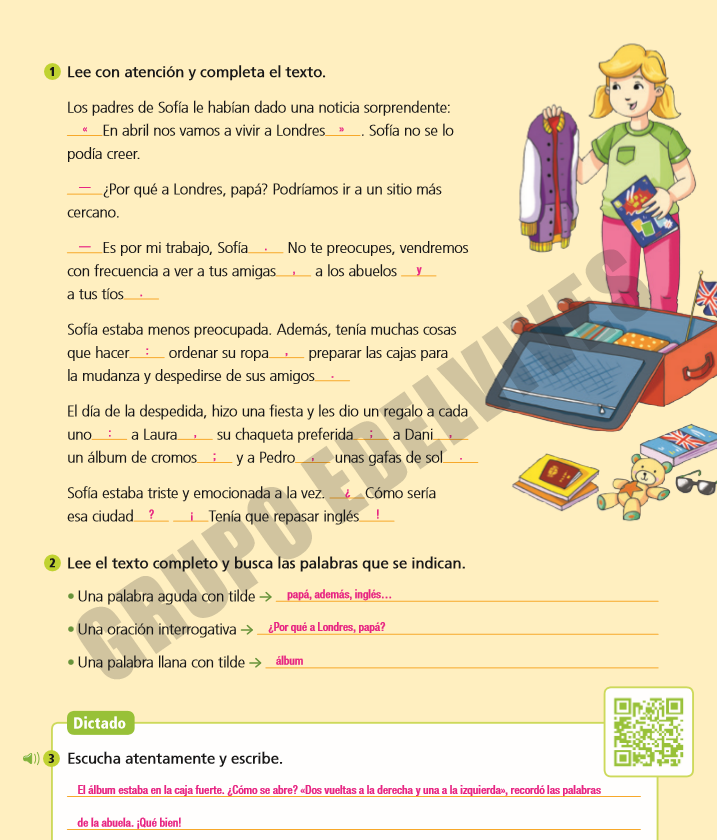 1 Lee con atención y completa el texto.
Los padres de Sofía le habían dado una noticia sorprendente:
« En abril nos vamos a vivir a Londres » . Sofía no se lo
podía creer.
— ¿Por qué a Londres, papá? Podríamos ir a un sitio más
cercano.
— Es por mi trabajo, Sofía . No te preocupes, vendremos
con frecuencia a ver a tus amigas , a los abuelos y
a tus tíos .
Sofía estaba menos preocupada. Además, tenía muchas cosas
que hacer : ordenar su ropa , preparar las cajas para
la mudanza y despedirse de sus amigos .
El día de la despedida, hizo una fiesta y les dio un regalo a cada
uno : a Laura , su chaqueta preferida ; a Dani ,
un álbum de cromos ; y a Pedro , unas gafas de sol .
Sofía estaba triste y emocionada a la vez. ¿ Cómo sería
esa ciudad ? ¡ Tenía que repasar inglés !
2 Lee el texto completo y busca las palabras que se indican.
• Una palabra aguda con tilde → papá, además, inglés…
• Una oración interrogativa → ¿Por qué a Londres, papá?
• Una palabra llana con tilde → álbum
Dictado
3 Escucha atentamente y escribe.
El álbum estaba en la caja fuerte. ¿Cómo se abre? «Dos vueltas a la derecha y una a la izquierda», recordó las palabras
de la abuela. ¡Qué bien!
GRUPO EDELVIVES